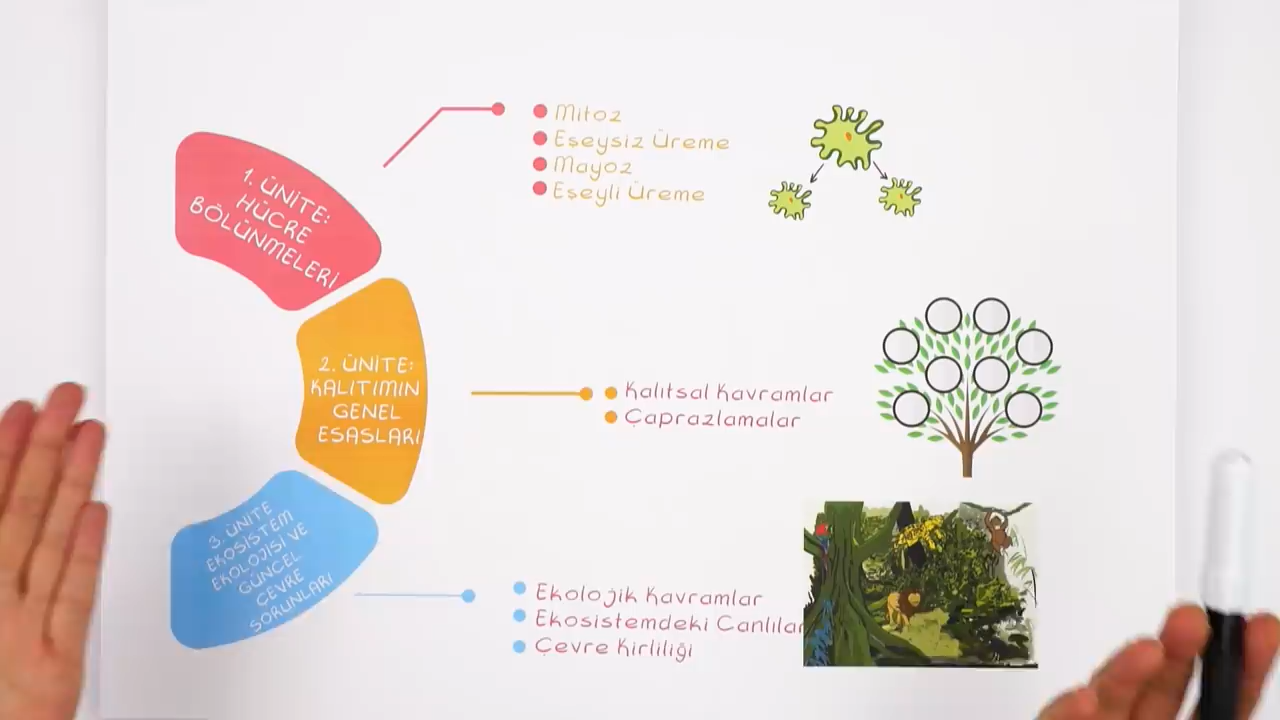 1. ÜNİTE:
HÜCRE
BÖLÜNMELERİ
Mitoz
Eşeysiz Üreme
Mayoz
Eşeyli Üreme
2. ÜNİTE:
KALITIMIN
GENEL
ESASLARI
Kalıtsal Kavramlar
Çaprazlamalar
3. ÜNİTE
EKOSİSTEM
EKOLOJİSİ VE
GÜNCEL
ÇEVRE
SORUNLARI
Ekolojik Kavramlar
Ekosistemdeki Canlılar
Çevre Kirliliği